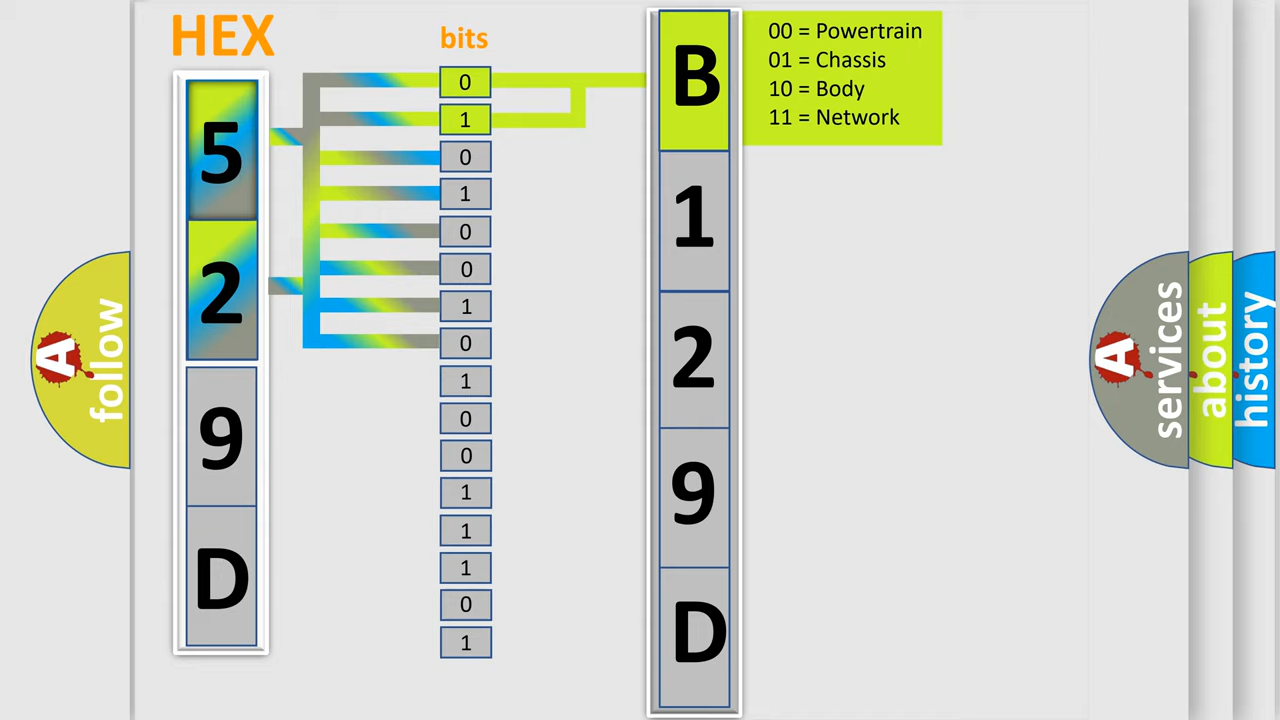 HEX
bits
5
2
9
D
0
1
0
1
0
0
1
0
1
0
0
1
1
1
0
1
B
1
2
9
D
00 = Powertrain
01 = Chassis
10 = Body
11 = Network
A
follow
A
services
about
history